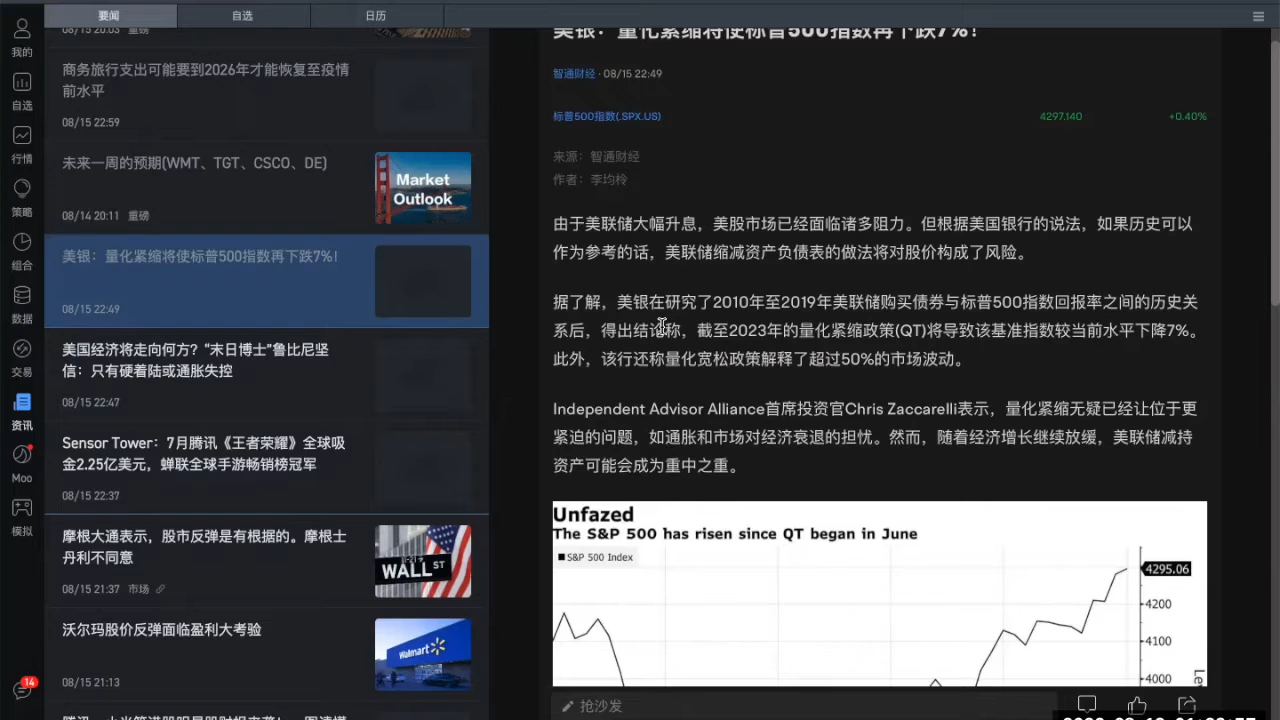 要闻
自选
日历
我的
自选
行情
策略
组合
数据
交易
资讯
Moo
模拟
14
08/15 20:03 重磅
商务旅行支出可能要到2026年才能恢复至疫情
前水平
08/15 22:59
未来一周的预期(WMT、TGT、CSCO、DE)
08/14 20:11 重磅
Market
Outlook
美银：量化紧缩将使标普500指数再下跌7%!
08/15 22:49
美国经济将走向何方？“末日博士”鲁比尼坚
信：只有硬着陆或通胀失控
08/15 22:47
Sensor Tower：7月腾讯《王者荣耀》全球吸
金2.25亿美元，蝉联全球手游畅销榜冠军
08/15 22:37
摩根大通表示，股市反弹是有根据的。摩根士
丹利不同意
08/15 21:37 市场
WALL ST
沃尔玛股价反弹面临盈利大考验
08/15 21:13
Walmart
美银：量化紧缩将使标普500指数再下跌7%!
智通财经 · 08/15 22:49
标普500指数(.SPX.US) 4297.140 +0.40%
来源：智通财经
作者：李均柃
由于美联储大幅升息，美股市场已经面临诸多阻力。但根据美国银行的说法，如果历史可以
作为参考的话，美联储缩减资产负债表的做法将对股价构成了风险。
据了解，美银在研究了2010年至2019年美联储购买债券与标普500指数回报率之间的历史关
系后，得出结论称，截至2023年的量化紧缩政策(QT)将导致该基准指数较当前水平下降7%。
此外，该行还称量化宽松政策解释了超过50%的市场波动。
Independent Advisor Alliance首席投资官Chris Zaccarelli表示，量化紧缩无疑已经让位于更
紧迫的问题，如通胀和市场对经济衰退的担忧。然而，随着经济增长继续放缓，美联储减持
资产可能会成为重中之重。
Unfazed
The S&P 500 has risen since QT began in June
S&P 500 Index
4295.06
4200
4100
4000
抢沙发